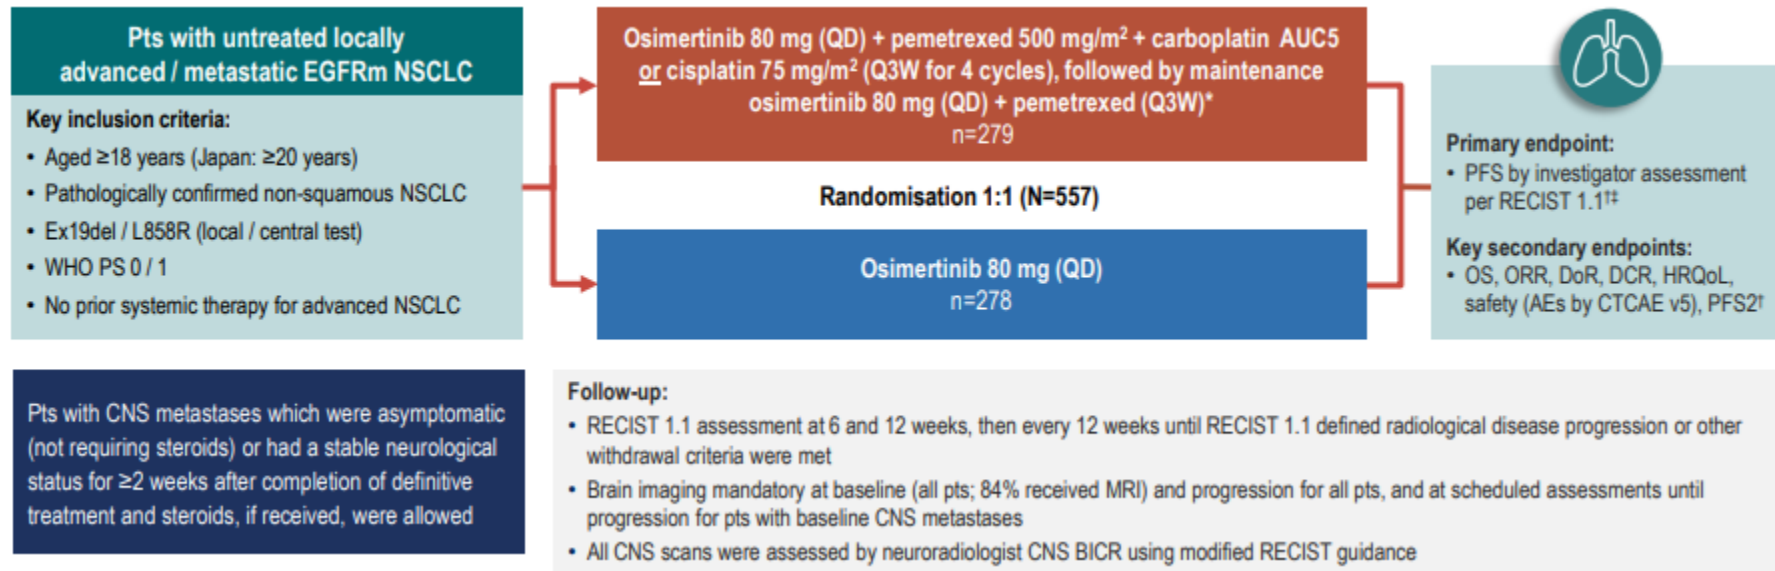 Pts with untreated locally
advanced / metastatic EGFRm NSCLC
Key inclusion criteria:
• Aged ≥18 years (Japan: ≥20 years)
• Pathologically confirmed non-squamous NSCLC
• Ex19del / L858R (local / central test)
• WHO PS 0 / 1
• No prior systemic therapy for advanced NSCLC
Osimertinib 80 mg (QD) + pemetrexed 500 mg/m² + carboplatin AUC5
or cisplatin 75 mg/m² (Q3W for 4 cycles), followed by maintenance
osimertinib 80 mg (QD) + pemetrexed (Q3W)*
n=279
Randomisation 1:1 (N=557)
Osimertinib 80 mg (QD)
n=278
Primary endpoint:
• PFS by investigator assessment
per RECIST 1.1†‡
Key secondary endpoints:
• OS, ORR, DoR, DCR, HRQoL,
safety (AEs by CTCAE v5), PFS2†
Pts with CNS metastases which were asymptomatic
(not requiring steroids) or had a stable neurological
status for ≥2 weeks after completion of definitive
treatment and steroids, if received, were allowed
Follow-up:
• RECIST 1.1 assessment at 6 and 12 weeks, then every 12 weeks until RECIST 1.1 defined radiological disease progression or other
withdrawal criteria were met
• Brain imaging mandatory at baseline (all pts; 84% received MRI) and progression for all pts, and at scheduled assessments until
progression for pts with baseline CNS metastases
• All CNS scans were assessed by neuroradiologist CNS BICR using modified RECIST guidance